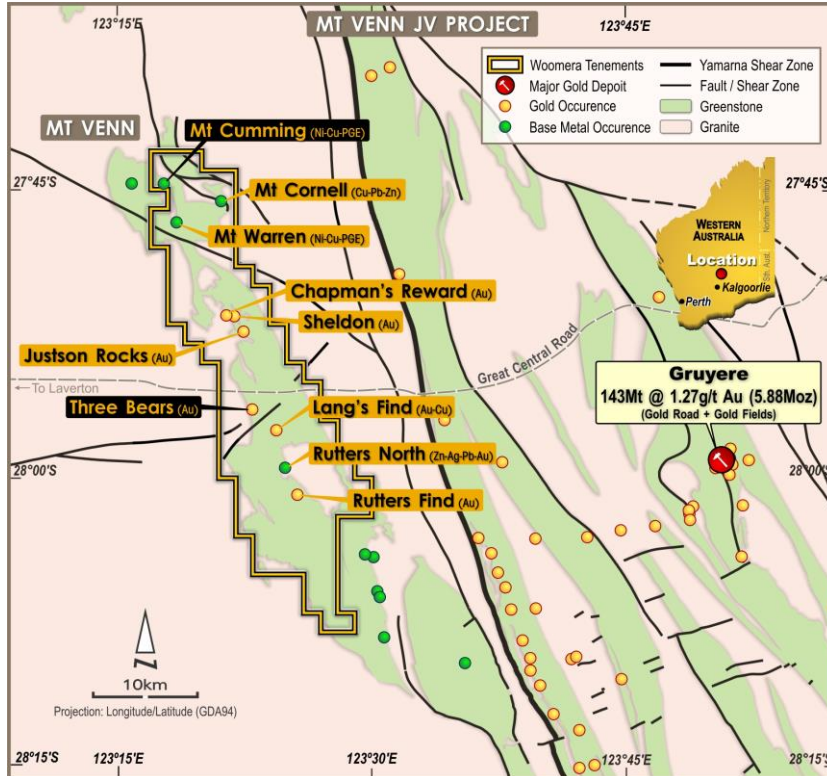 MT VENN JV PROJECT
123°15'E
123°45'E
Woomera Tenements
Major Gold Depoit
Gold Occurence
Base Metal Occurence
Yamarna Shear Zone
Fault / Shear Zone
Greenstone
Granite
MT VENN
Mt Cumming (Ni-Cu-PGE)
27°45'S
27°45'S
Mt Cornell (Cu-Pb-Zn)
Mt Warren (Ni-Cu-PGE)
WESTERN
AUSTRALIA
Location
Kalgoorlie
Perth
Northern Territory
Sth. Aust.
Chapman's Reward (Au)
Sheldon (Au)
Justson Rocks (Au)
Great Central Road
To Laverton
Gruyere
143Mt @ 1.27g/t Au (5.88Moz)
(Gold Road + Gold Fields)
Three Bears (Au)
Lang's Find (Au-Cu)
Rutters North (Zn-Ag-Pb-Au)
28°00'S
28°00'S
Rutters Find (Au)
N
10km
Projection: Longitude/Latitude (GDA94)
28°15'S
28°15'S
123°15'E
123°30'E
123°45'E